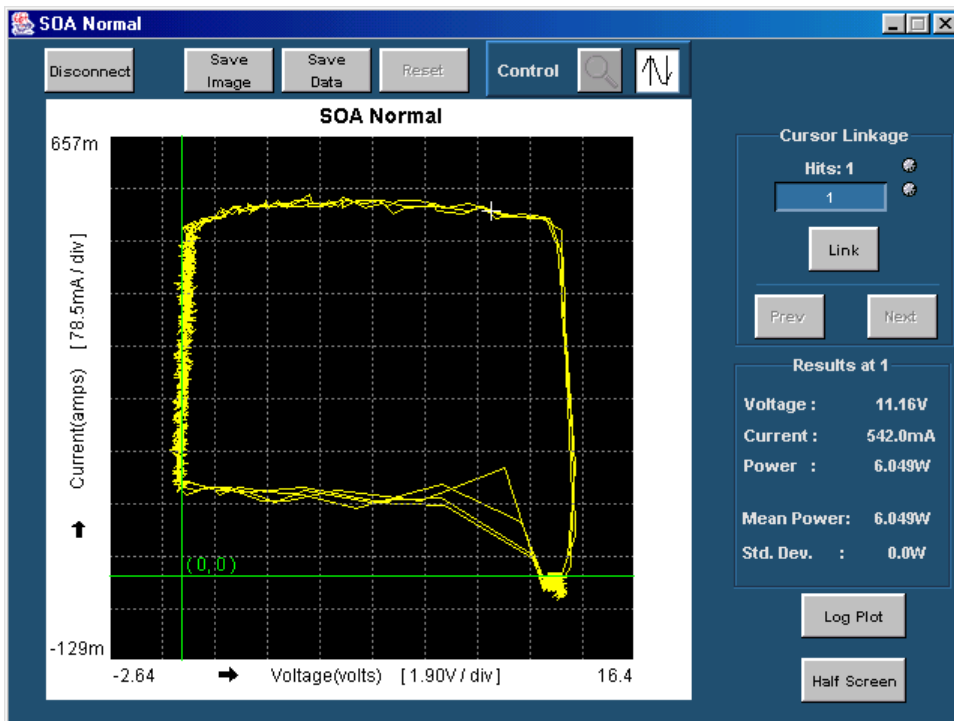 SOA Normal
Disconnect
Save Image
Save Data
Reset
Control
SOA Normal
657m
Current(amps) [ 78.5mA / div]
(0,0)
-129m
-2.64
Voltage(volts) [1.90V / div]
16.4
Cursor Linkage
Hits: 1
1
Link
Prev
Next
Results at 1
Voltage : 11.16V
Current : 542.0mA
Power : 6.049W
Mean Power: 6.049W
Std. Dev. : 0.0W
Log Plot
Half Screen